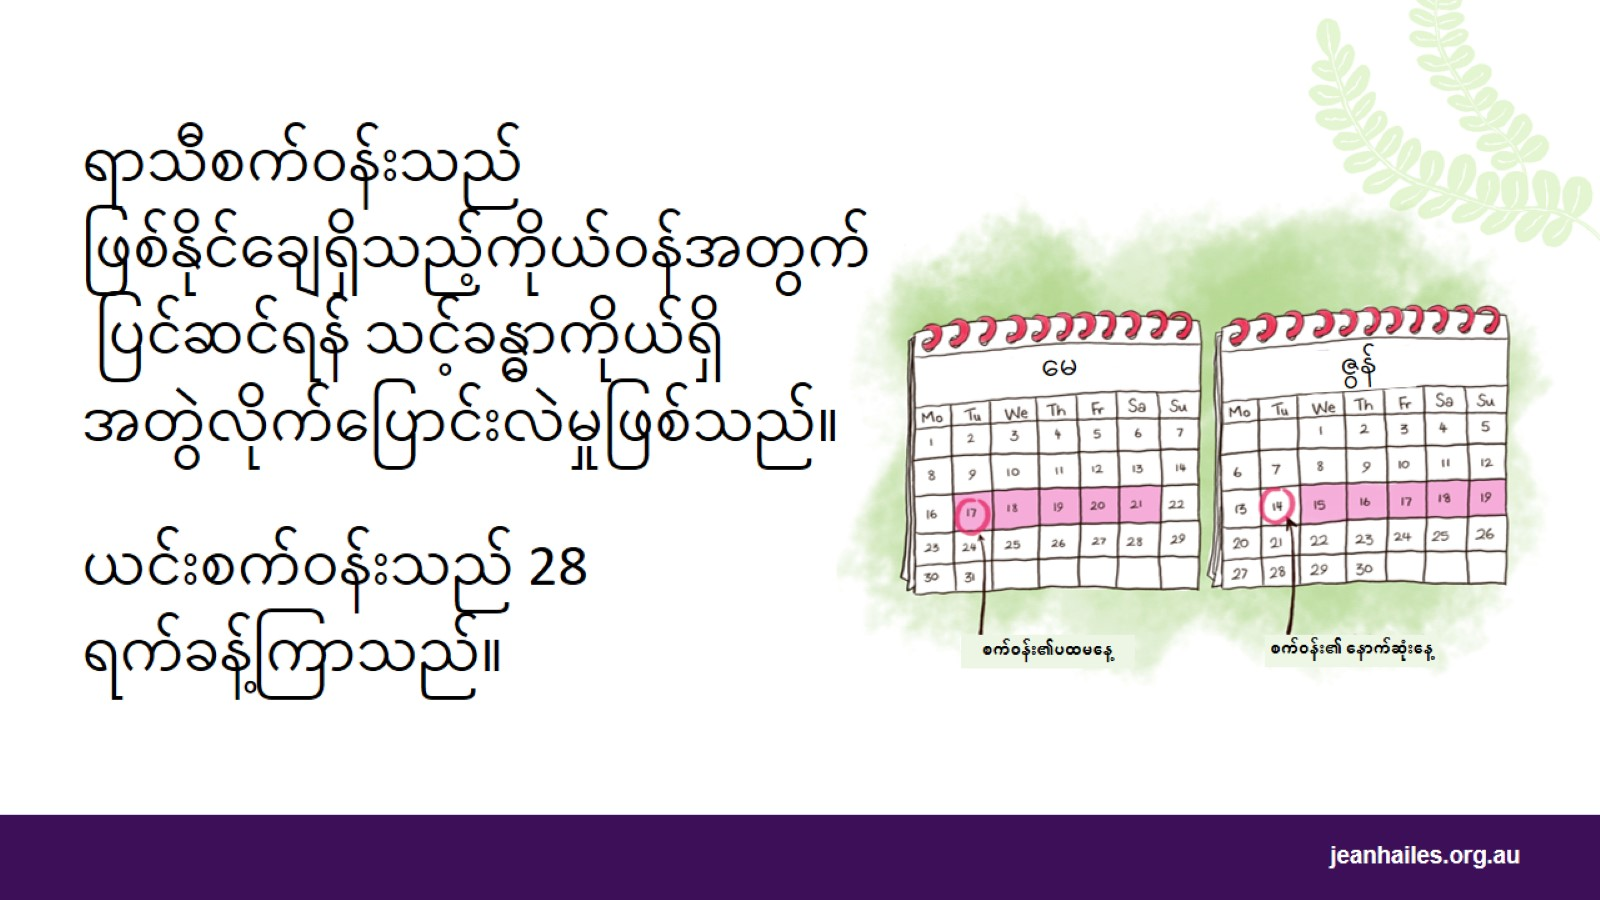 ရာသီစက်ဝန်းသည်
ဖြစ်နိုင်ချေရှိသည့်ကိုယ်ဝန်အတွက်
ပြင်ဆင်ရန် သင့်ခန္ဓာကိုယ်ရှိ
အတွဲလိုက်ပြောင်းလဲမှုဖြစ်သည်။
ယင်းစက်ဝန်းသည် 28
ရက်ခန့်ကြာသည်။
မေ
Mo Tu We Th Fr Sa Su
1 2 3 4 5 6 7
8 9 10 11 12 13 14
16 17 18 19 20 21 22
23 24 25 26 27 28 29
30 31
စက်ဝန်း၏ပထမနေ့
ဇွန်
Mo Tu We Th Fr Sa Su
1 2 3 4 5
6 7 8 9 10 11 12
13 14 15 16 17 18 19
20 21 22 23 24 25 26
27 28 29 30
စက်ဝန်း၏ နောက်ဆုံးနေ့
jeanhailes.org.au